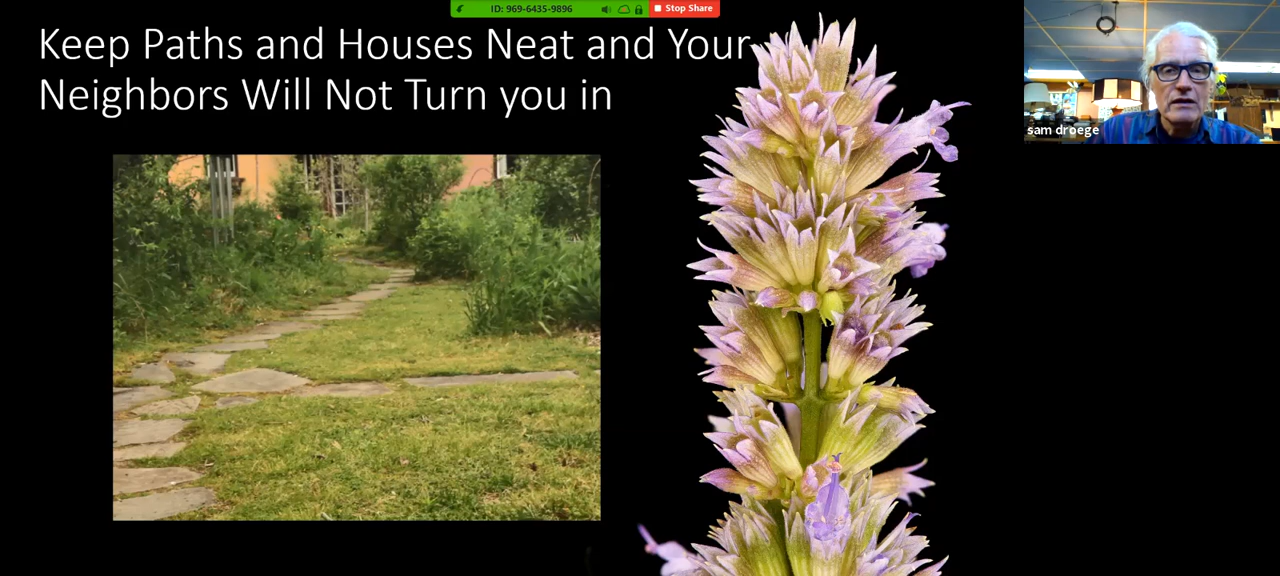 ID: 969-6435-9896
Stop Share
Keep Paths and Houses Neat and Your
Neighbors Will Not Turn you in
sam droege